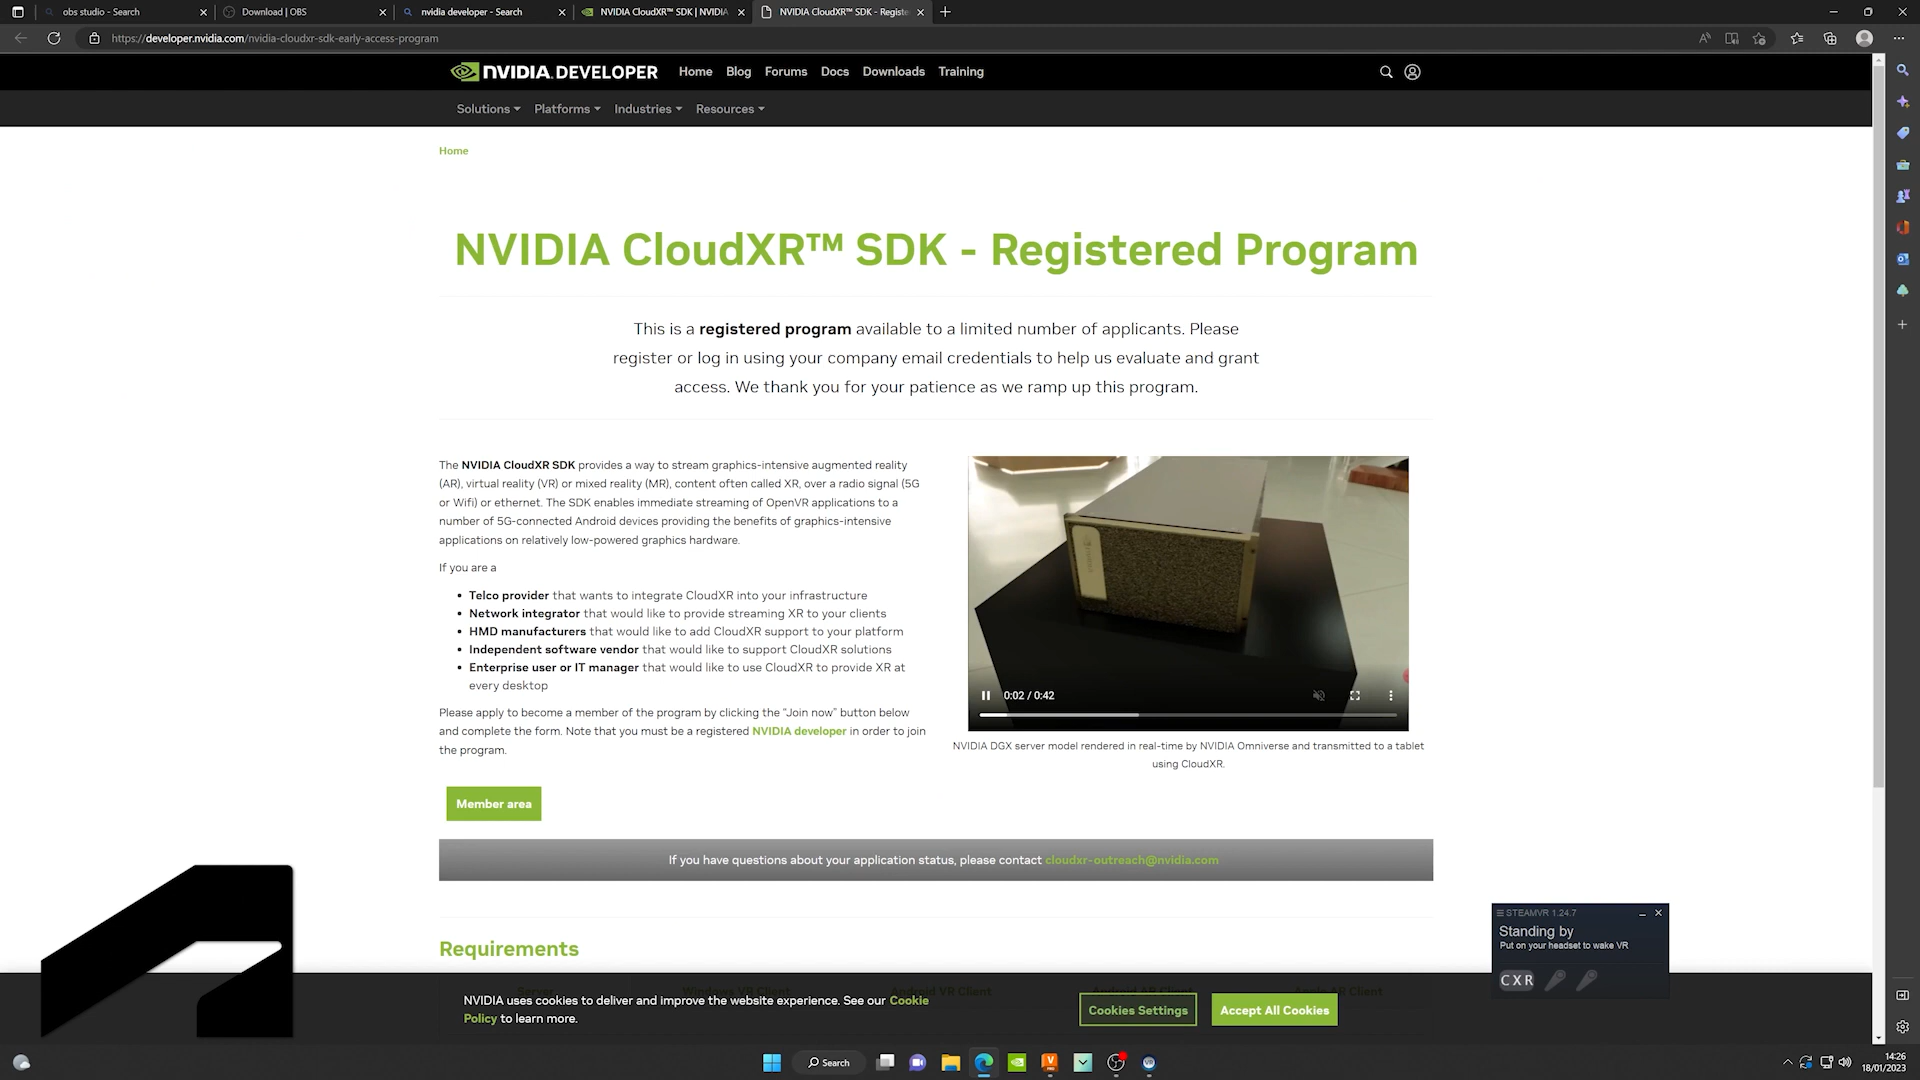 obs studio - Search
Download | OBS
nvidia developer - Search
NVIDIA CloudXR™ SDK | NVIDIA
NVIDIA CloudXR™ SDK - Registe
https://developer.nvidia.com/nvidia-cloudxr-sdk-early-access-program
NVIDIA. DEVELOPER
Home Blog Forums Docs Downloads Training
Solutions Platforms Industries Resources
Home
NVIDIA CloudXR™ SDK - Registered Program
This is a registered program available to a limited number of applicants. Please
register or log in using your company email credentials to help us evaluate and grant
access. We thank you for your patience as we ramp up this program.
The NVIDIA CloudXR SDK provides a way to stream graphics-intensive augmented reality
(AR), virtual reality (VR) or mixed reality (MR), content often called XR, over a radio signal (5G
or Wifi) or ethernet. The SDK enables immediate streaming of OpenVR applications to a
number of 5G-connected Android devices providing the benefits of graphics-intensive
applications on relatively low-powered graphics hardware.
If you are a
• Telco provider that wants to integrate CloudXR into your infrastructure
• Network integrator that would like to provide streaming XR to your clients
• HMD manufacturers that would like to add CloudXR support to your platform
• Independent software vendor that would like to support CloudXR solutions
• Enterprise user or IT manager that would like to use CloudXR to provide XR at
every desktop
Please apply to become a member of the program by clicking the "Join now" button below
and complete the form. Note that you must be a registered NVIDIA developer in order to join
the program.
0:02 / 0:42
NVIDIA DGX server model rendered in real-time by NVIDIA Omniverse and transmitted to a tablet
using CloudXR.
Member area
If you have questions about your application status, please contact cloudxr-outreach@nvidia.com
STEAMVR 1.24.7
Standing by
Put on your headset to wake VR
CXR
Requirements
Server Windows VR Client Android VR Client Android AR Client Client
NVIDIA uses cookies to deliver and improve the website experience. See our Cookie
Policy to learn more.
Cookies Settings
Accept All Cookies
Search
14:26
18/01/2023